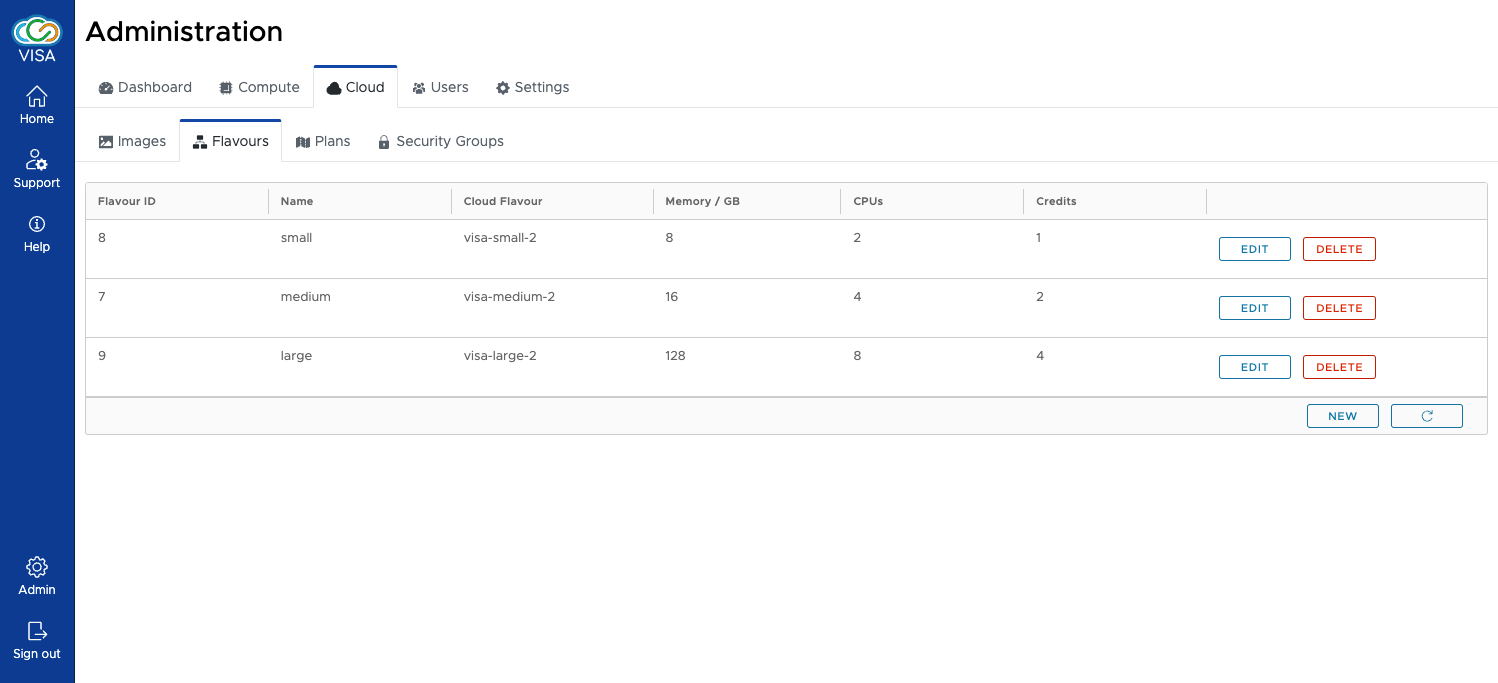 VISA
Home
Support
Help
Admin
Sign out
Administration
Dashboard Compute Cloud Users Settings
Images Flavours Plans Security Groups
Flavour ID Name Cloud Flavour Memory / GB CPUs Credits
8 small visa-small-2 8 2 1 EDIT DELETE
7 medium visa-medium-2 16 4 2 EDIT DELETE
9 large visa-large-2 128 8 4 EDIT DELETE
NEW